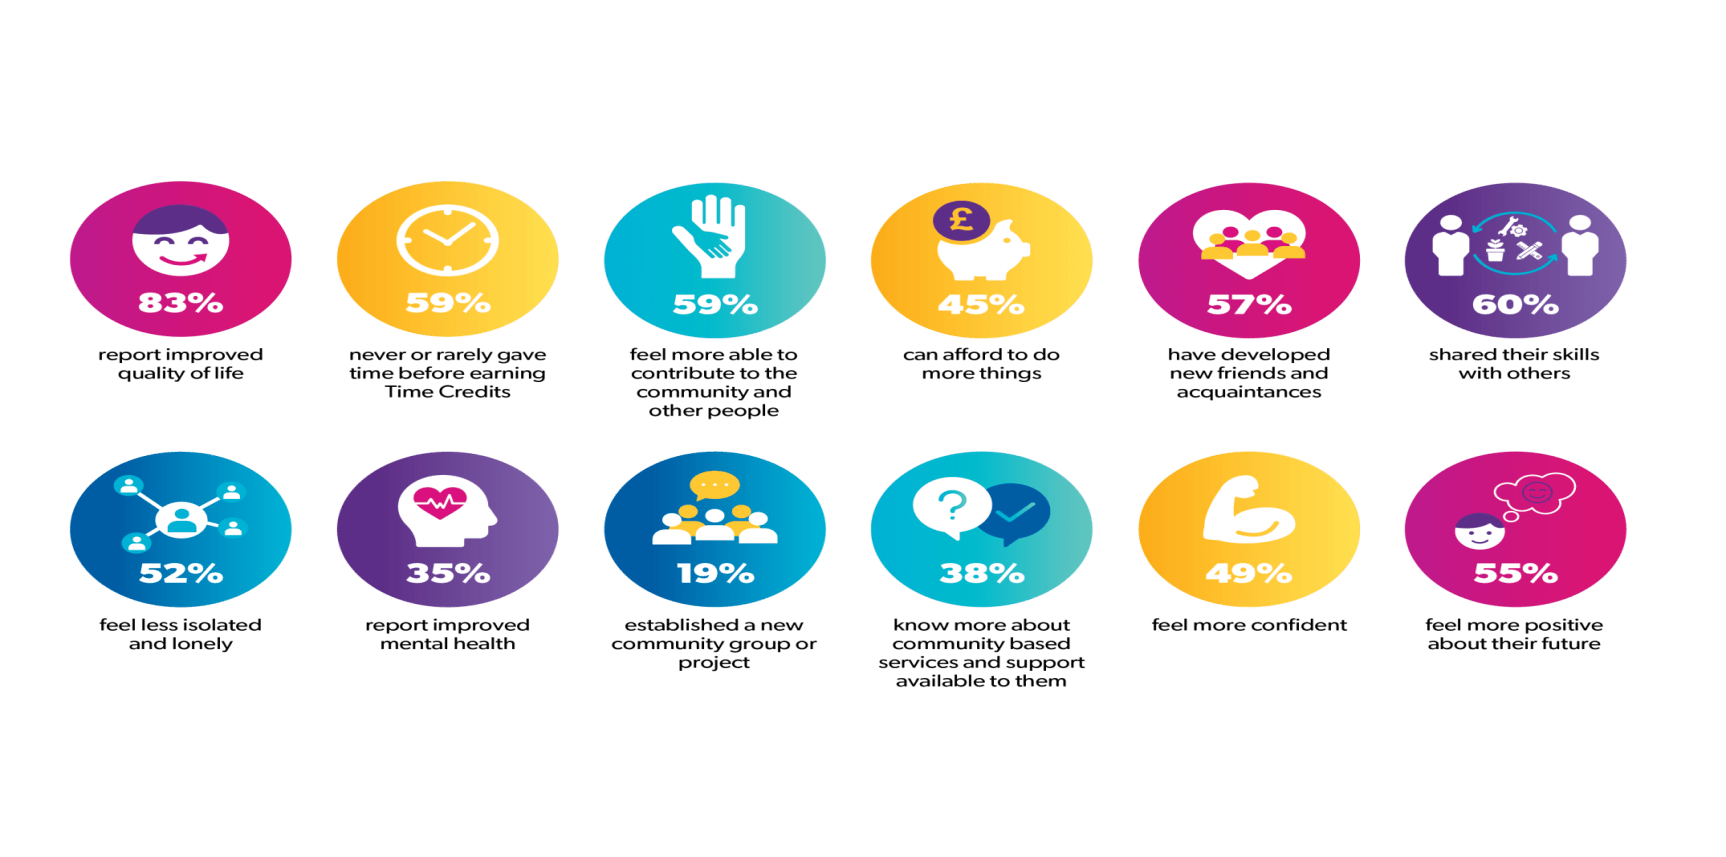 83%
report improved
quality of life
59%
never or rarely gave
time before earning
Time Credits
59%
feel more able to
contribute to the
community and
other people
£
45%
can afford to do
more things
57%
have developed
new friends and
acquaintances
60%
shared their skills
with others
52%
feel less isolated
and lonely
35%
report improved
mental health
19%
established a new
community group or
project
?
38%
know more about
community based
services and support
available to them
49%
feel more confident
55%
feel more positive
about their future